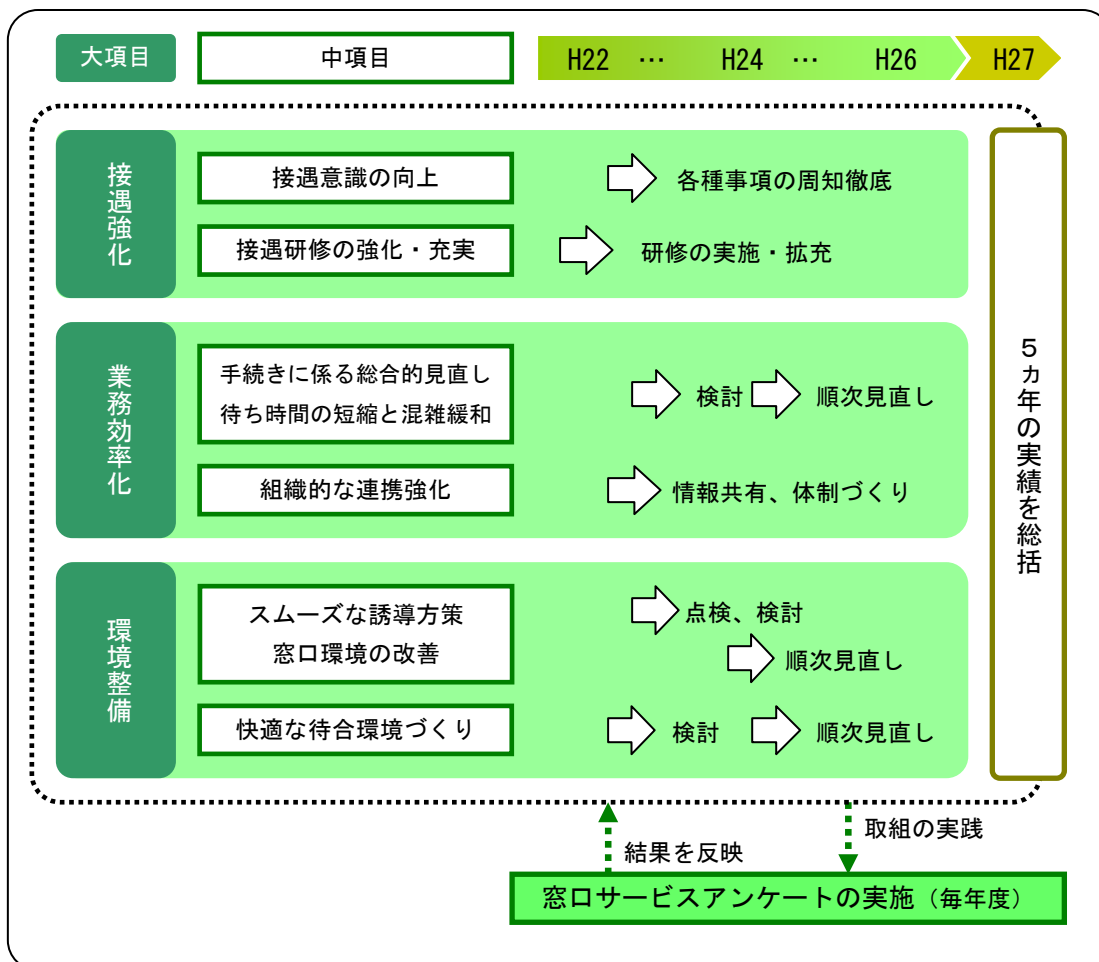 大項目
中項目
H22 … H24 … H26 H27
接遇強化
接遇意識の向上
各種事項の周知徹底
接遇研修の強化・充実
研修の実施・拡充
業務効率化
手続きに係る総合的見直し
待ち時間の短縮と混雑緩和
検討 順次見直し
組織的な連携強化
情報共有、体制づくり
環境整備
スムーズな誘導方策
窓口環境の改善
点検、検討
順次見直し
快適な待合環境づくり
検討 順次見直し
5ヵ年の実績を総括
結果を反映
取組の実践
窓口サービスアンケートの実施（毎年度）